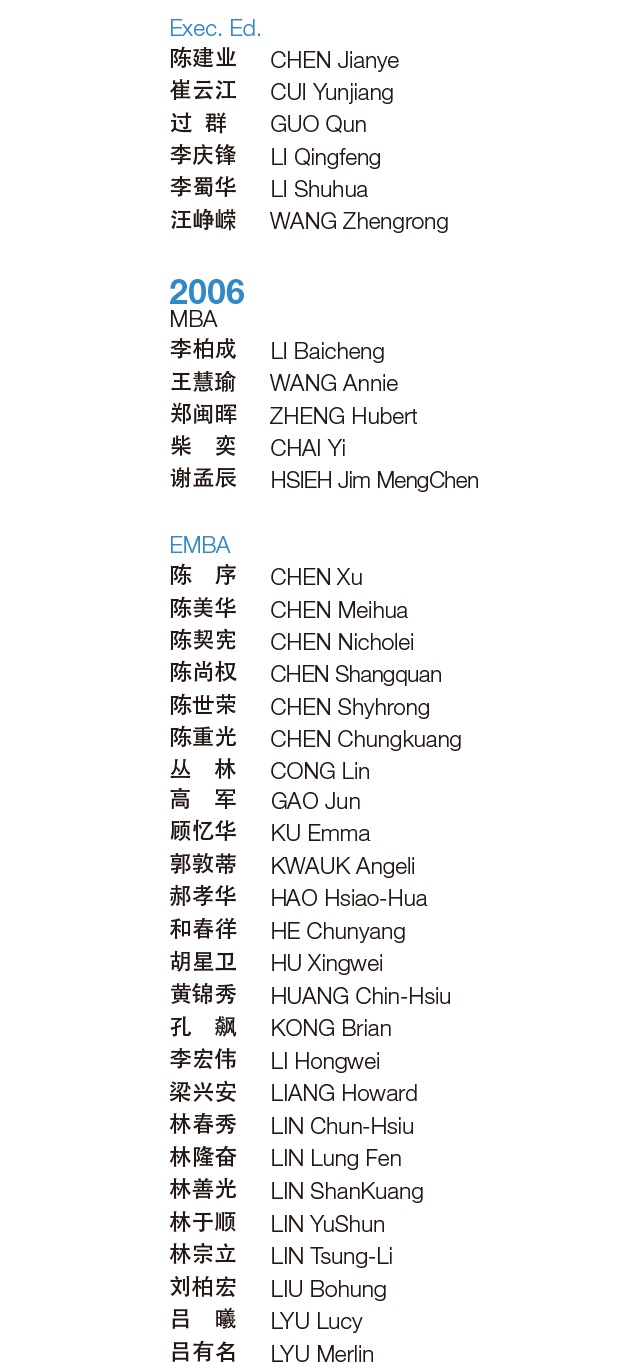 Exec. Ed.
陈建业 CHEN Jianye
崔云江 CUI Yunjiang
过 群 GUO Qun
李庆锋 LI Qingfeng
李蜀华 LI Shuhua
汪峥嵘 WANG Zhengrong
2006
MBA
李柏成 LI Baicheng
王慧瑜 WANG Annie
郑闽晖 ZHENG Hubert
柴 奕 CHAI Yi
谢孟辰 HSIEH Jim MengChen
EMBA
陈 序 CHEN Xu
陈美华 CHEN Meihua
陈契宪 CHEN Nicholei
陈尚权 CHEN Shangquan
陈世荣 CHEN Shyhrong
陈重光 CHEN Chungkuang
丛 林 CONG Lin
高 军 GAO Jun
顾忆华 KU Emma
郭敦蒂 KWAUK Angeli
郝孝华 HAO Hsiao-Hua
和春徉 HE Chunyang
胡星卫 HU Xingwei
黄锦秀 HUANG Chin-Hsiu
孔 飙 KONG Brian
李宏伟 LI Hongwei
梁兴安 LIANG Howard
林春秀 LIN Chun-Hsiu
林隆奋 LIN Lung Fen
林善光 LIN ShanKuang
林于顺 LIN YuShun
林宗立 LIN Tsung-Li
刘柏宏 LIU Bohung
吕 曦 LYU Lucy
吕有名 LYU Merlin